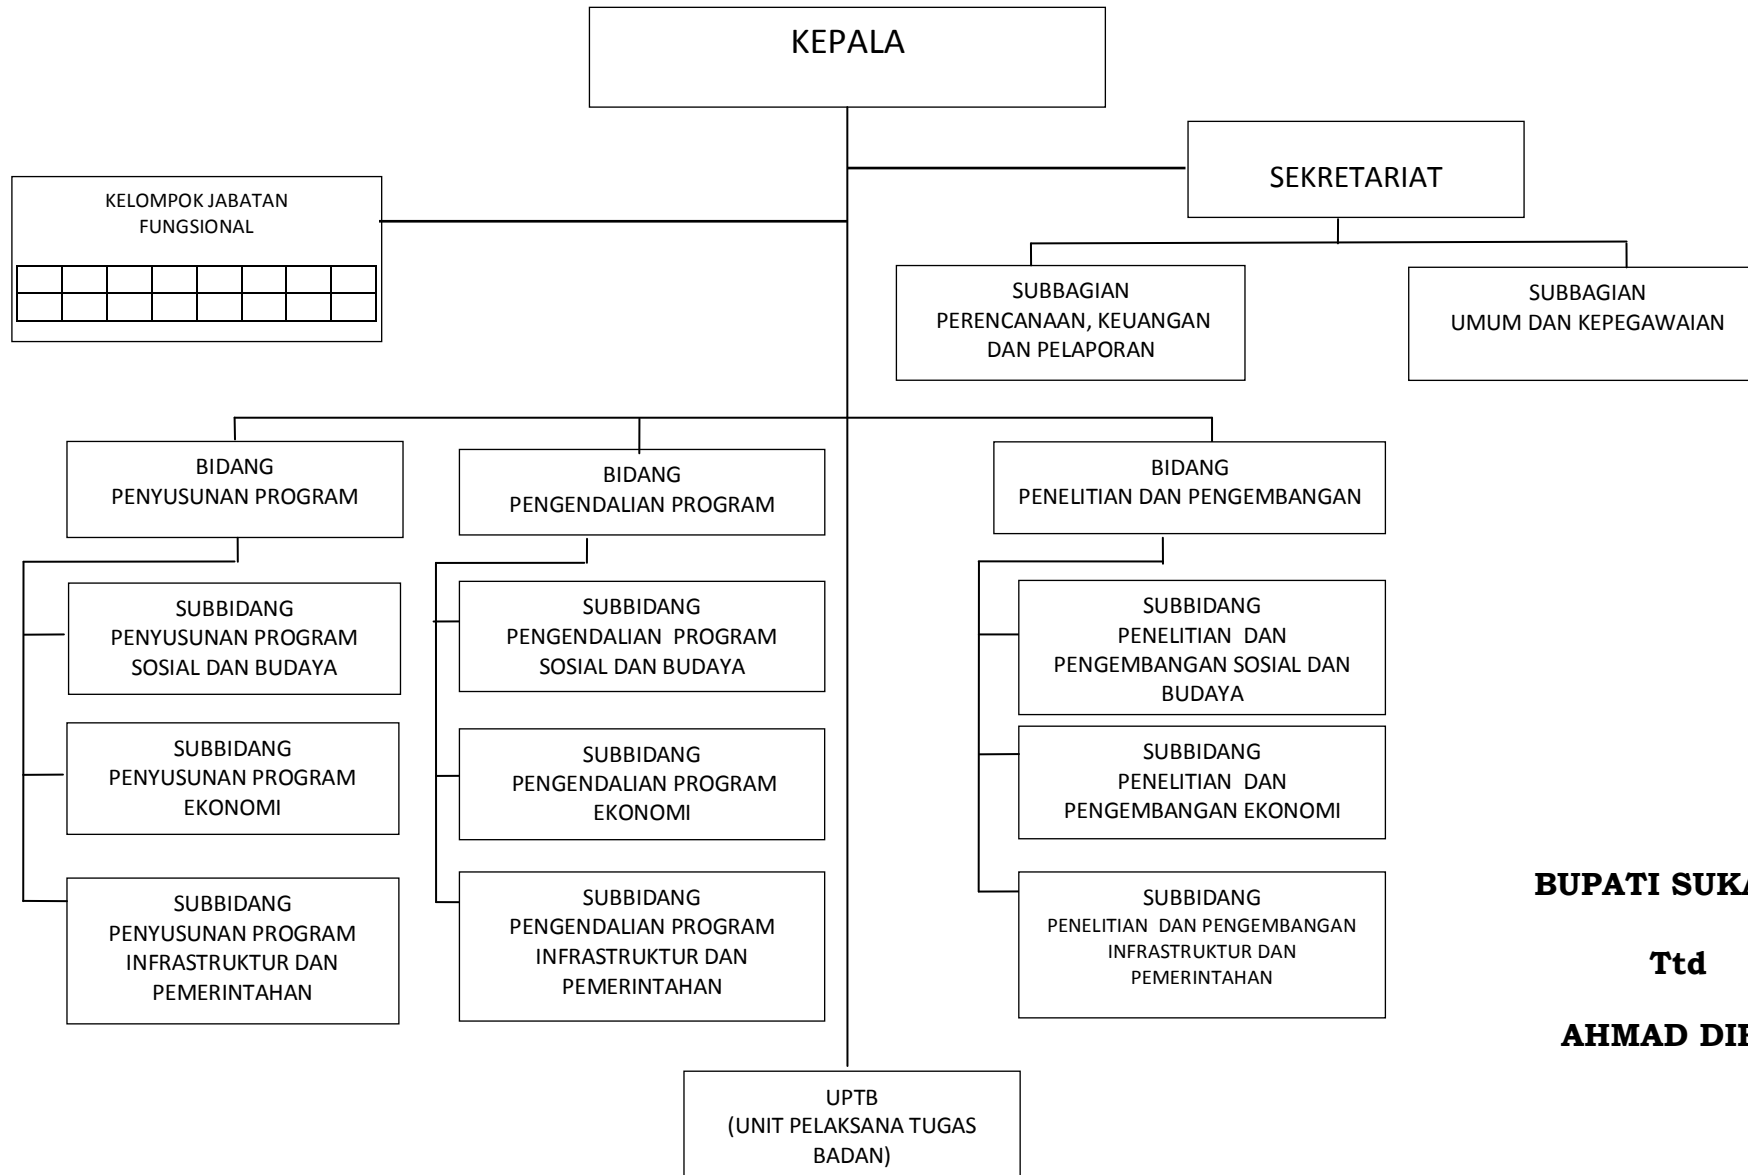 KEPALA
SEKRETARIAT
KELOMPOK JABATAN
FUNGSIONAL
SUBBAGIAN
PERENCANAAN, KEUANGAN
DAN PELAPORAN
SUBBAGIAN
UMUM DAN KEPEGAWAIAN
BIDANG
PENYUSUNAN PROGRAM
BIDANG
PENGENDALIAN PROGRAM
BIDANG
PENELITIAN DAN PENGEMBANGAN
SUBBIDANG
PENYUSUNAN PROGRAM
SOSIAL DAN BUDAYA
SUBBIDANG
PENGENDALIAN PROGRAM
SOSIAL DAN BUDAYA
SUBBIDANG
PENELITIAN DAN
PENGEMBANGAN SOSIAL DAN
BUDAYA
SUBBIDANG
PENYUSUNAN PROGRAM
EKONOMI
SUBBIDANG
PENGENDALIAN PROGRAM
EKONOMI
SUBBIDANG
PENELITIAN DAN
PENGEMBANGAN EKONOMI
SUBBIDANG
PENYUSUNAN PROGRAM
INFRASTRUKTUR DAN
PEMERINTAHAN
SUBBIDANG
PENGENDALIAN PROGRAM
INFRASTRUKTUR DAN
PEMERINTAHAN
SUBBIDANG
PENELITIAN DAN PENGEMBANGAN
INFRASTRUKTUR DAN
PEMERINTAHAN
BUPATI
Ttd
AHMAD
UPTB
(UNIT PELAKSANA TUGAS
BADAN)